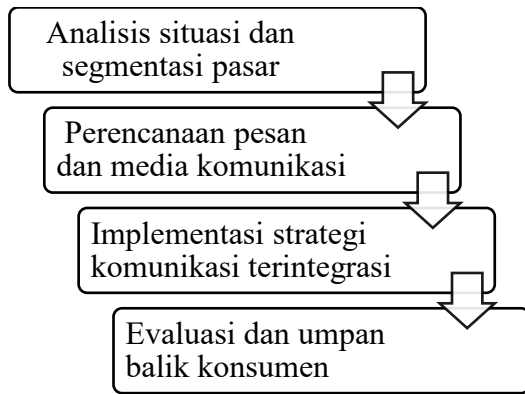 Analisis situasi dan
segmentasi pasar
Perencanaan pesan
dan media komunikasi
Implementasi strategi
komunikasi terintegrasi
Evaluasi dan umpan
balik konsumen